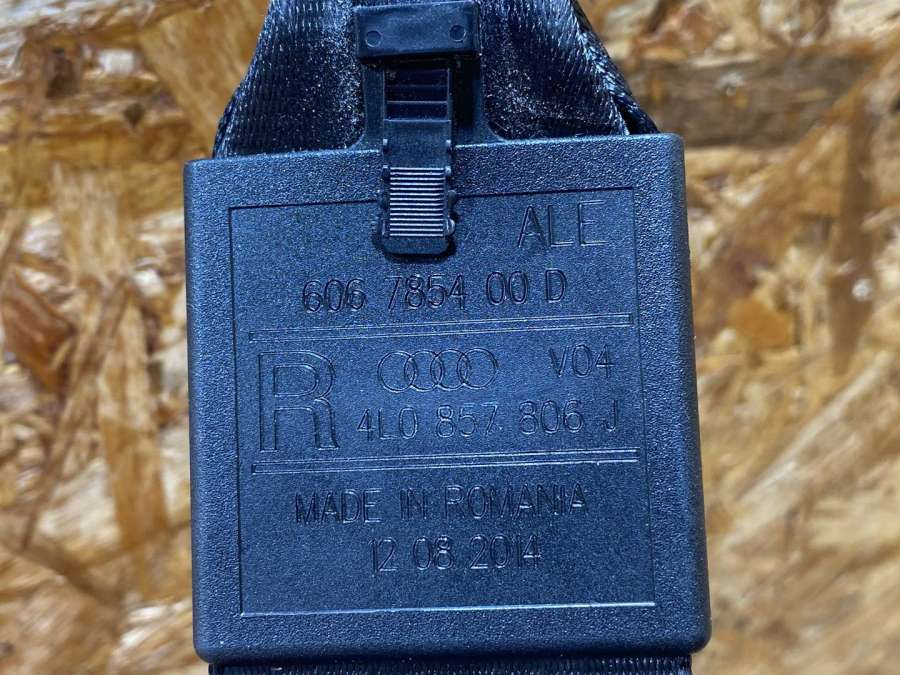 ALE
606 7854 00 D
R V04
4L0 857 806 J
MADE IN ROMANIA
12 08 2014